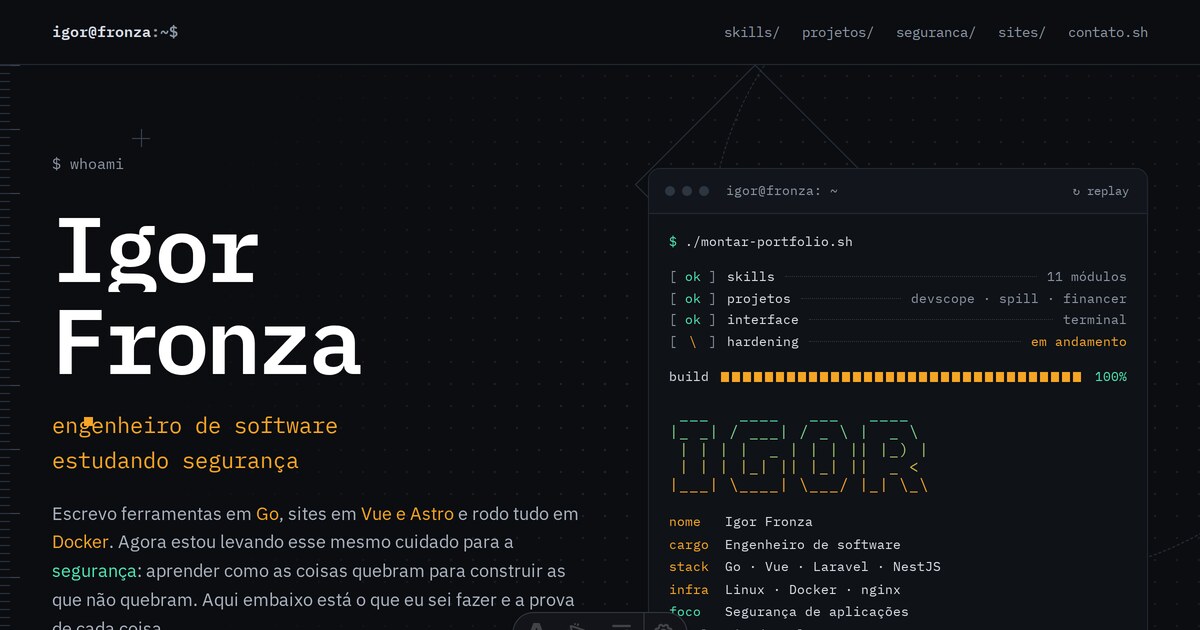 igor@fronza:~$
skills/ projetos/ seguranca/ sites/ contato.sh
$ whoami
Igor
Fronza
engenheiro de software
estudando segurança
Escrevo ferramentas em Go, sites em Vue e Astro e rodo tudo em
Docker. Agora estou levando esse mesmo cuidado para a
segurança: aprender como as coisas quebram para construir as
que não quebram. Aqui embaixo está o que eu sei fazer e a prova
de cada coisa.
igor@fronza: ~
↻ replay
$ ./montar-portfolio.sh
[ ok ] skills 11 módulos
[ ok ] projetos devscope · spill · financer
[ ok ] interface terminal
[ \ ] hardening em andamento
build 100%
IGOR
nome Igor Fronza
cargo Engenheiro de software
stack Go · Vue · Laravel · NestJS
infra Linux · Docker · nginx
foco Segurança de aplicações